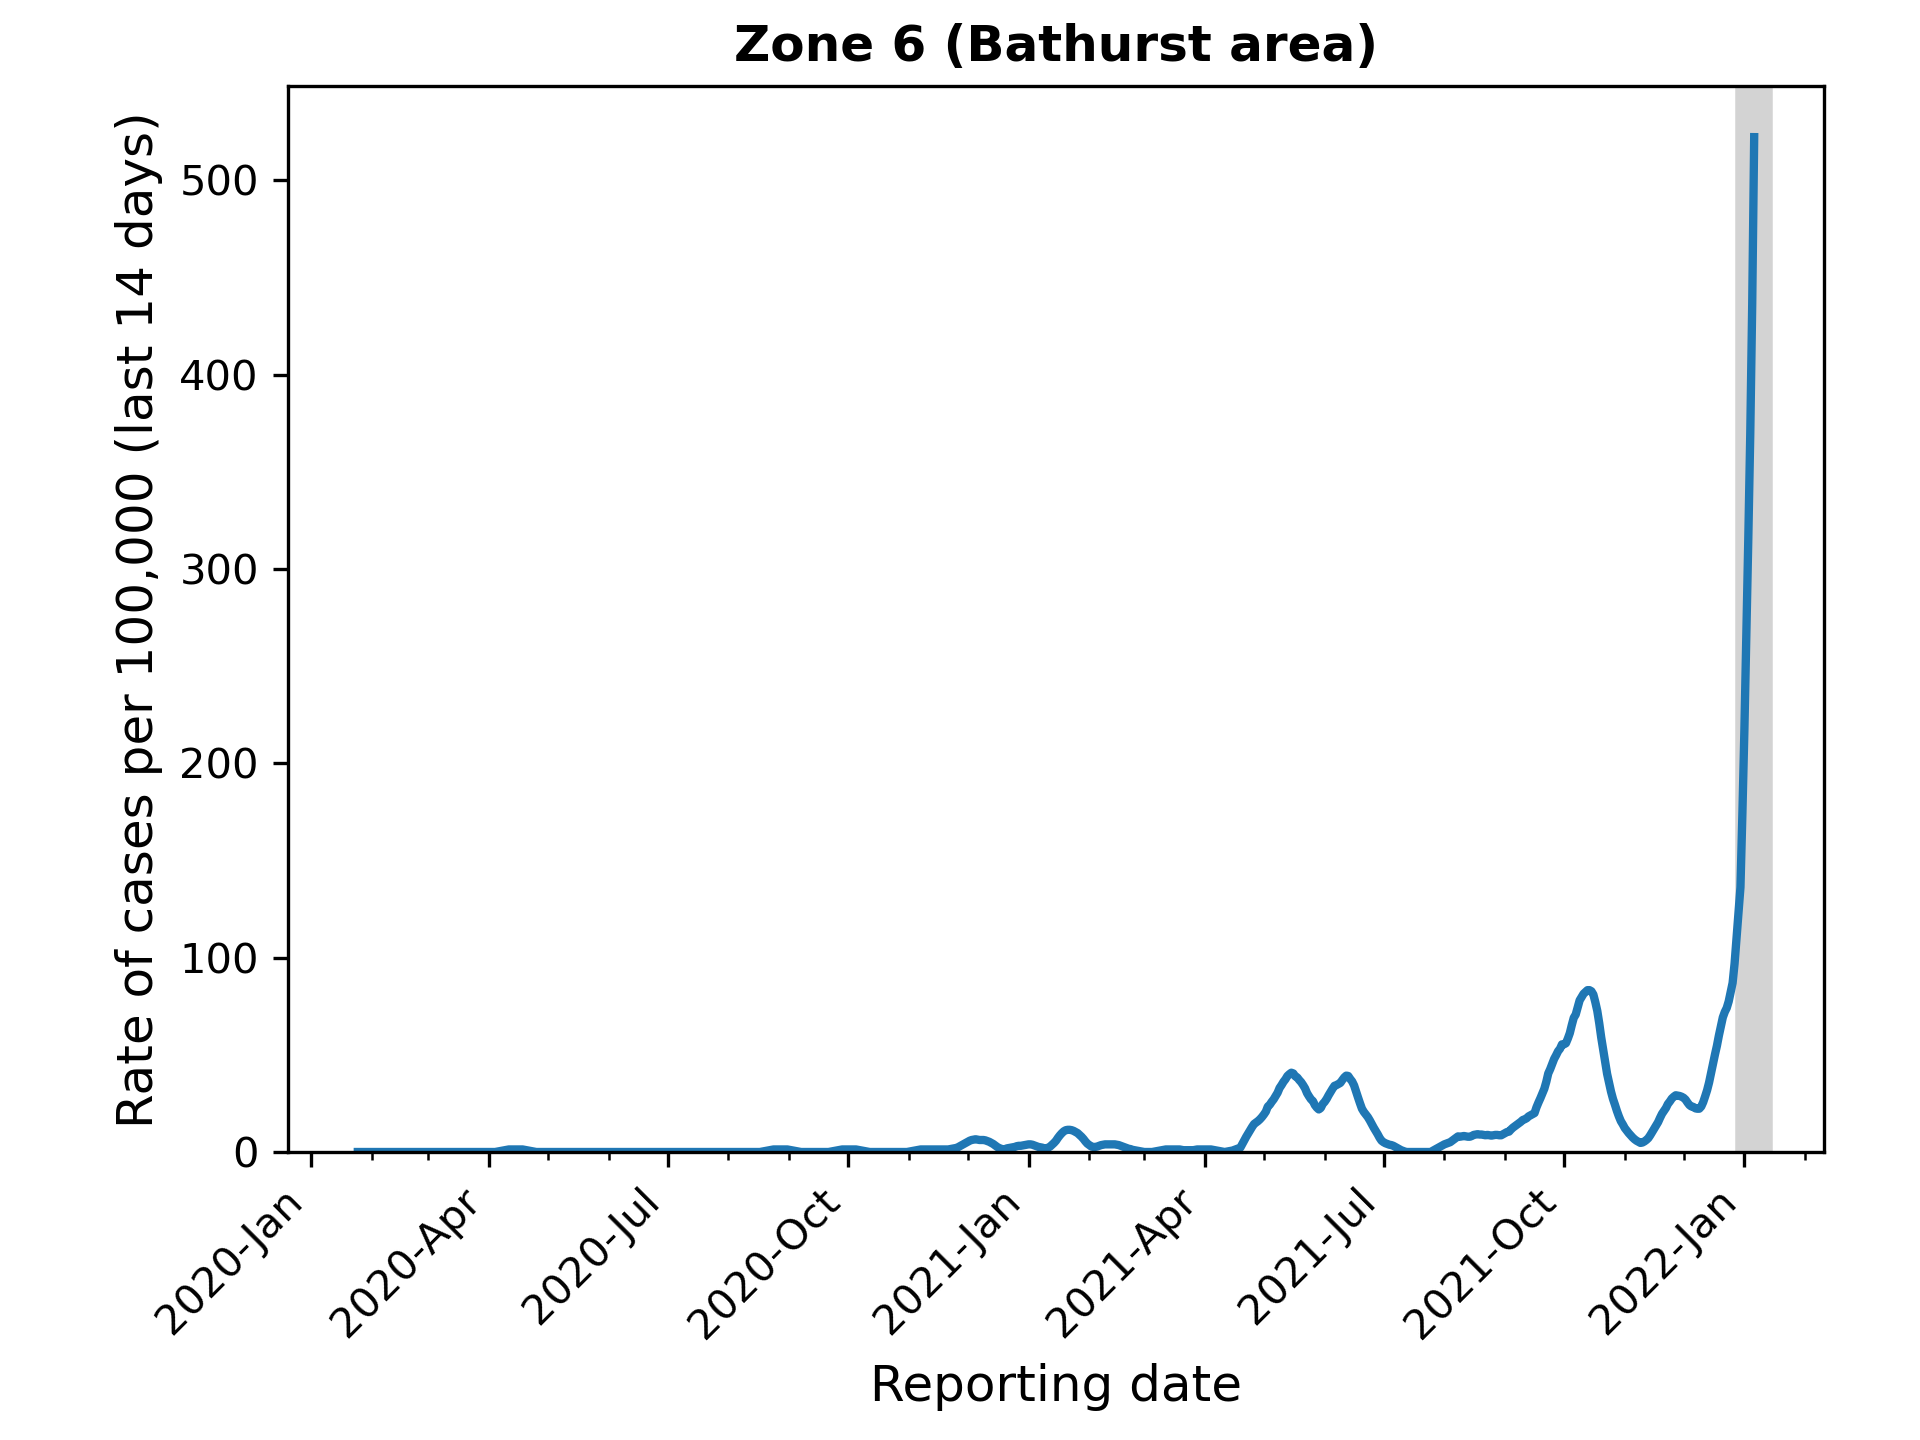 Zone 6 (Bathurst area)
Rate of cases per 100,000 (last 14 days)
500
400
300
200
100
0
2020-Jan
2020-Apr
2020-Jul
2020-Oct
2021-Jan
2021-Apr
2021-Jul
2021-Oct
2022-Jan
Reporting date